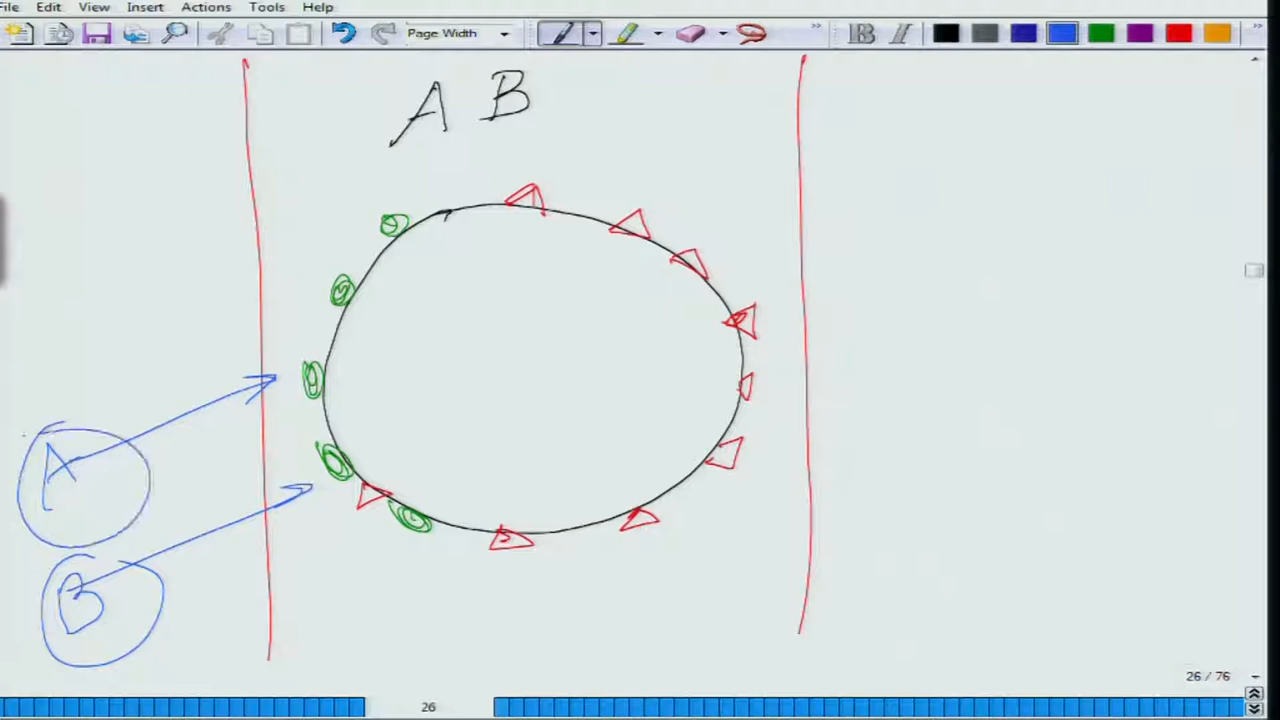 File Edit View Insert Actions Tools Help
Page Width B I
A B
A
B
26 / 76
26